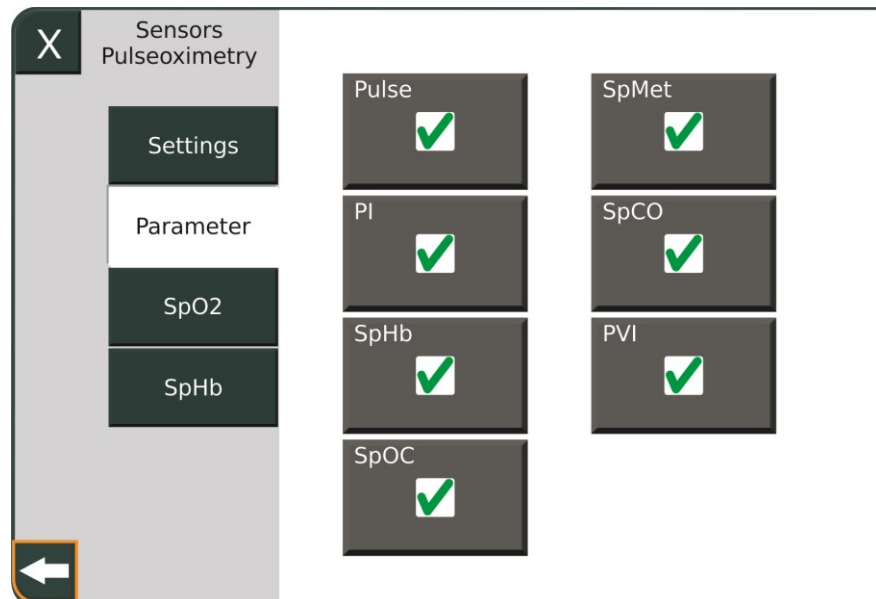 X
Sensors
Pulseoximetry
Settings
Parameter
SpO2
SpHb
Pulse
SpMet
PI
SpCO
SpHb
PVI
SpOC